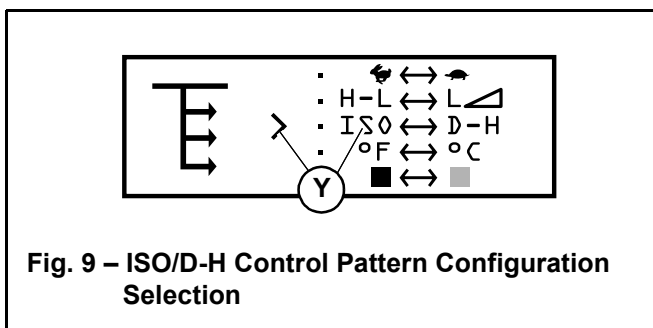 H-L ↔ L
ISO ↔ D-H
°F ↔ °C
Y
Fig. 9 – ISO/D-H Control Pattern Configuration
Selection